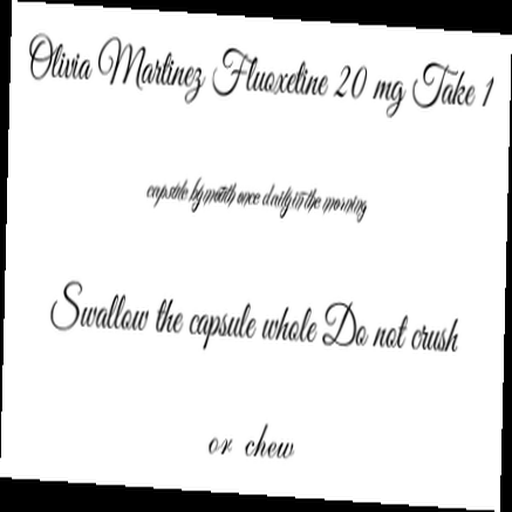 Olivia Martinez Fluoxetine 20 mg Take 1
capsule by mouth once daily in the morning
Swallow the capsule whole Do not crush
or chew